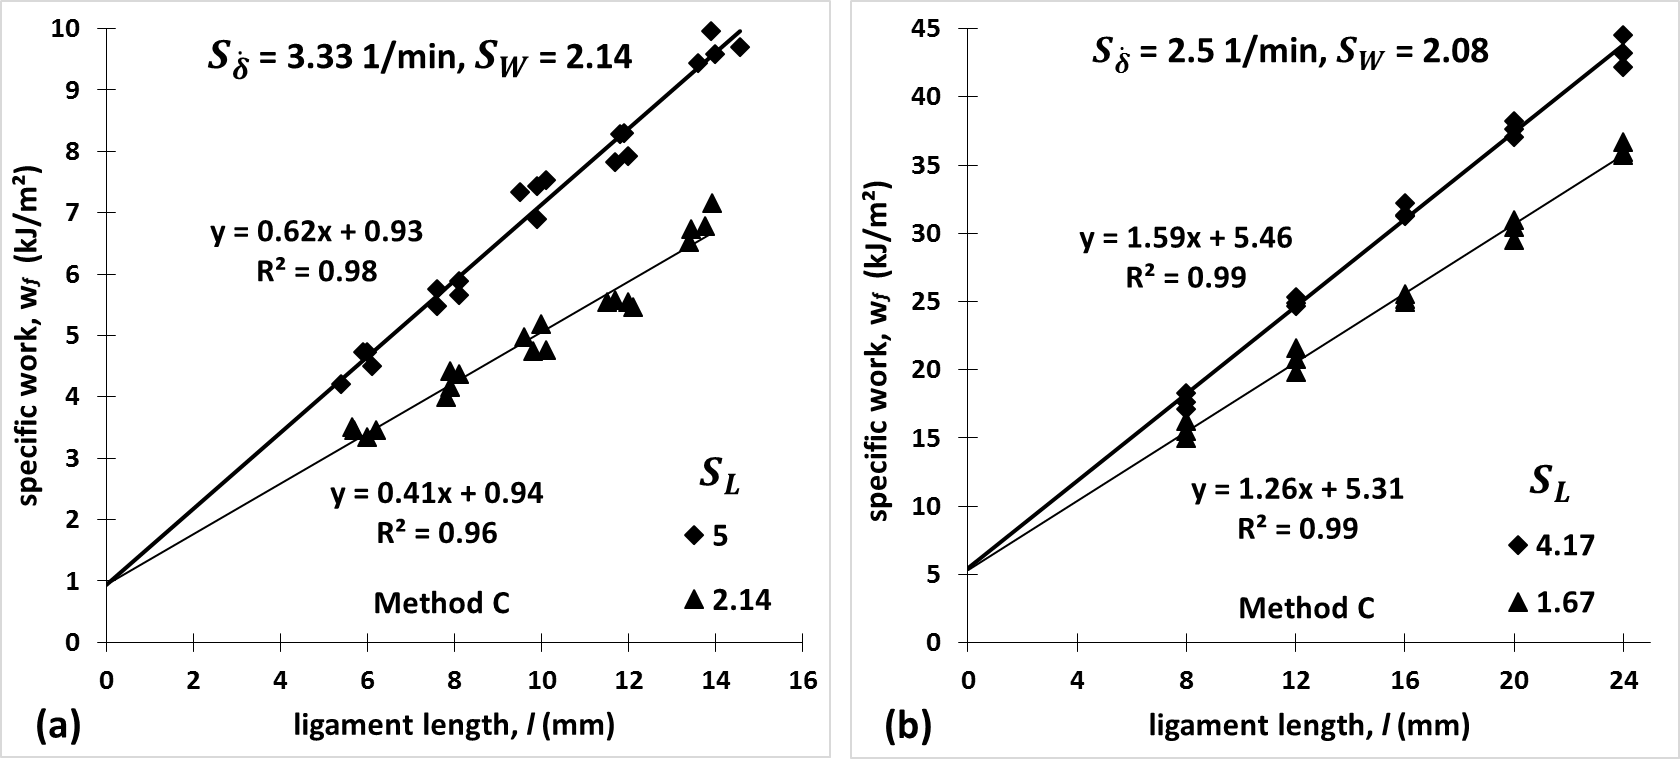 S_δ̇ = 3.33 1/min, S_W = 2.14
10
9
8
7
6
5
4
3
2
1
0
specific work, w_f (kJ/m²)
y = 0.62x + 0.93
R² = 0.98
y = 0.41x + 0.94
R² = 0.96
S_L
5
2.14
Method C
0 2 4 6 8 10 12 14 16
ligament length, l (mm)
(a)
S_δ̇ = 2.5 1/min, S_W = 2.08
45
40
35
30
25
20
15
10
5
0
specific work, w_f (kJ/m²)
y = 1.59x + 5.46
R² = 0.99
y = 1.26x + 5.31
R² = 0.99
S_L
4.17
1.67
Method C
0 4 8 12 16 20 24
ligament length, l (mm)
(b)